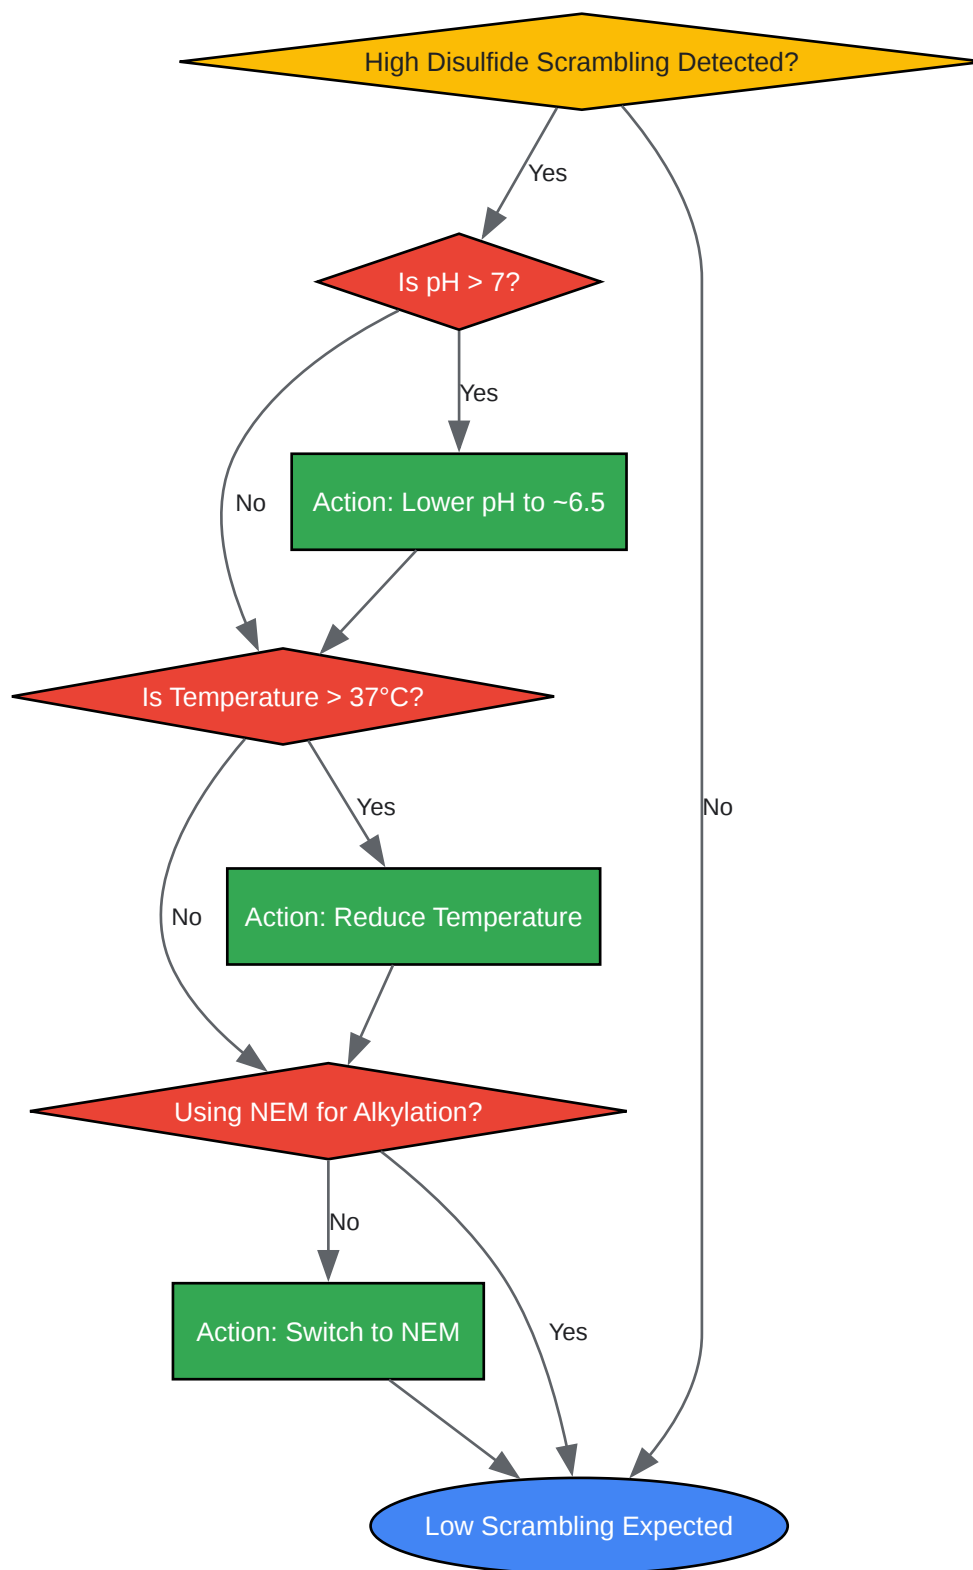 High Disulfide Scrambling Detected?
Yes
Is pH > 7?
Yes
No
Action: Lower pH to ~6.5
Is Temperature > 37°C?
Yes
No
No
Action: Reduce Temperature
Using NEM for Alkylation?
No
Action: Switch to NEM
Yes
Low Scrambling Expected